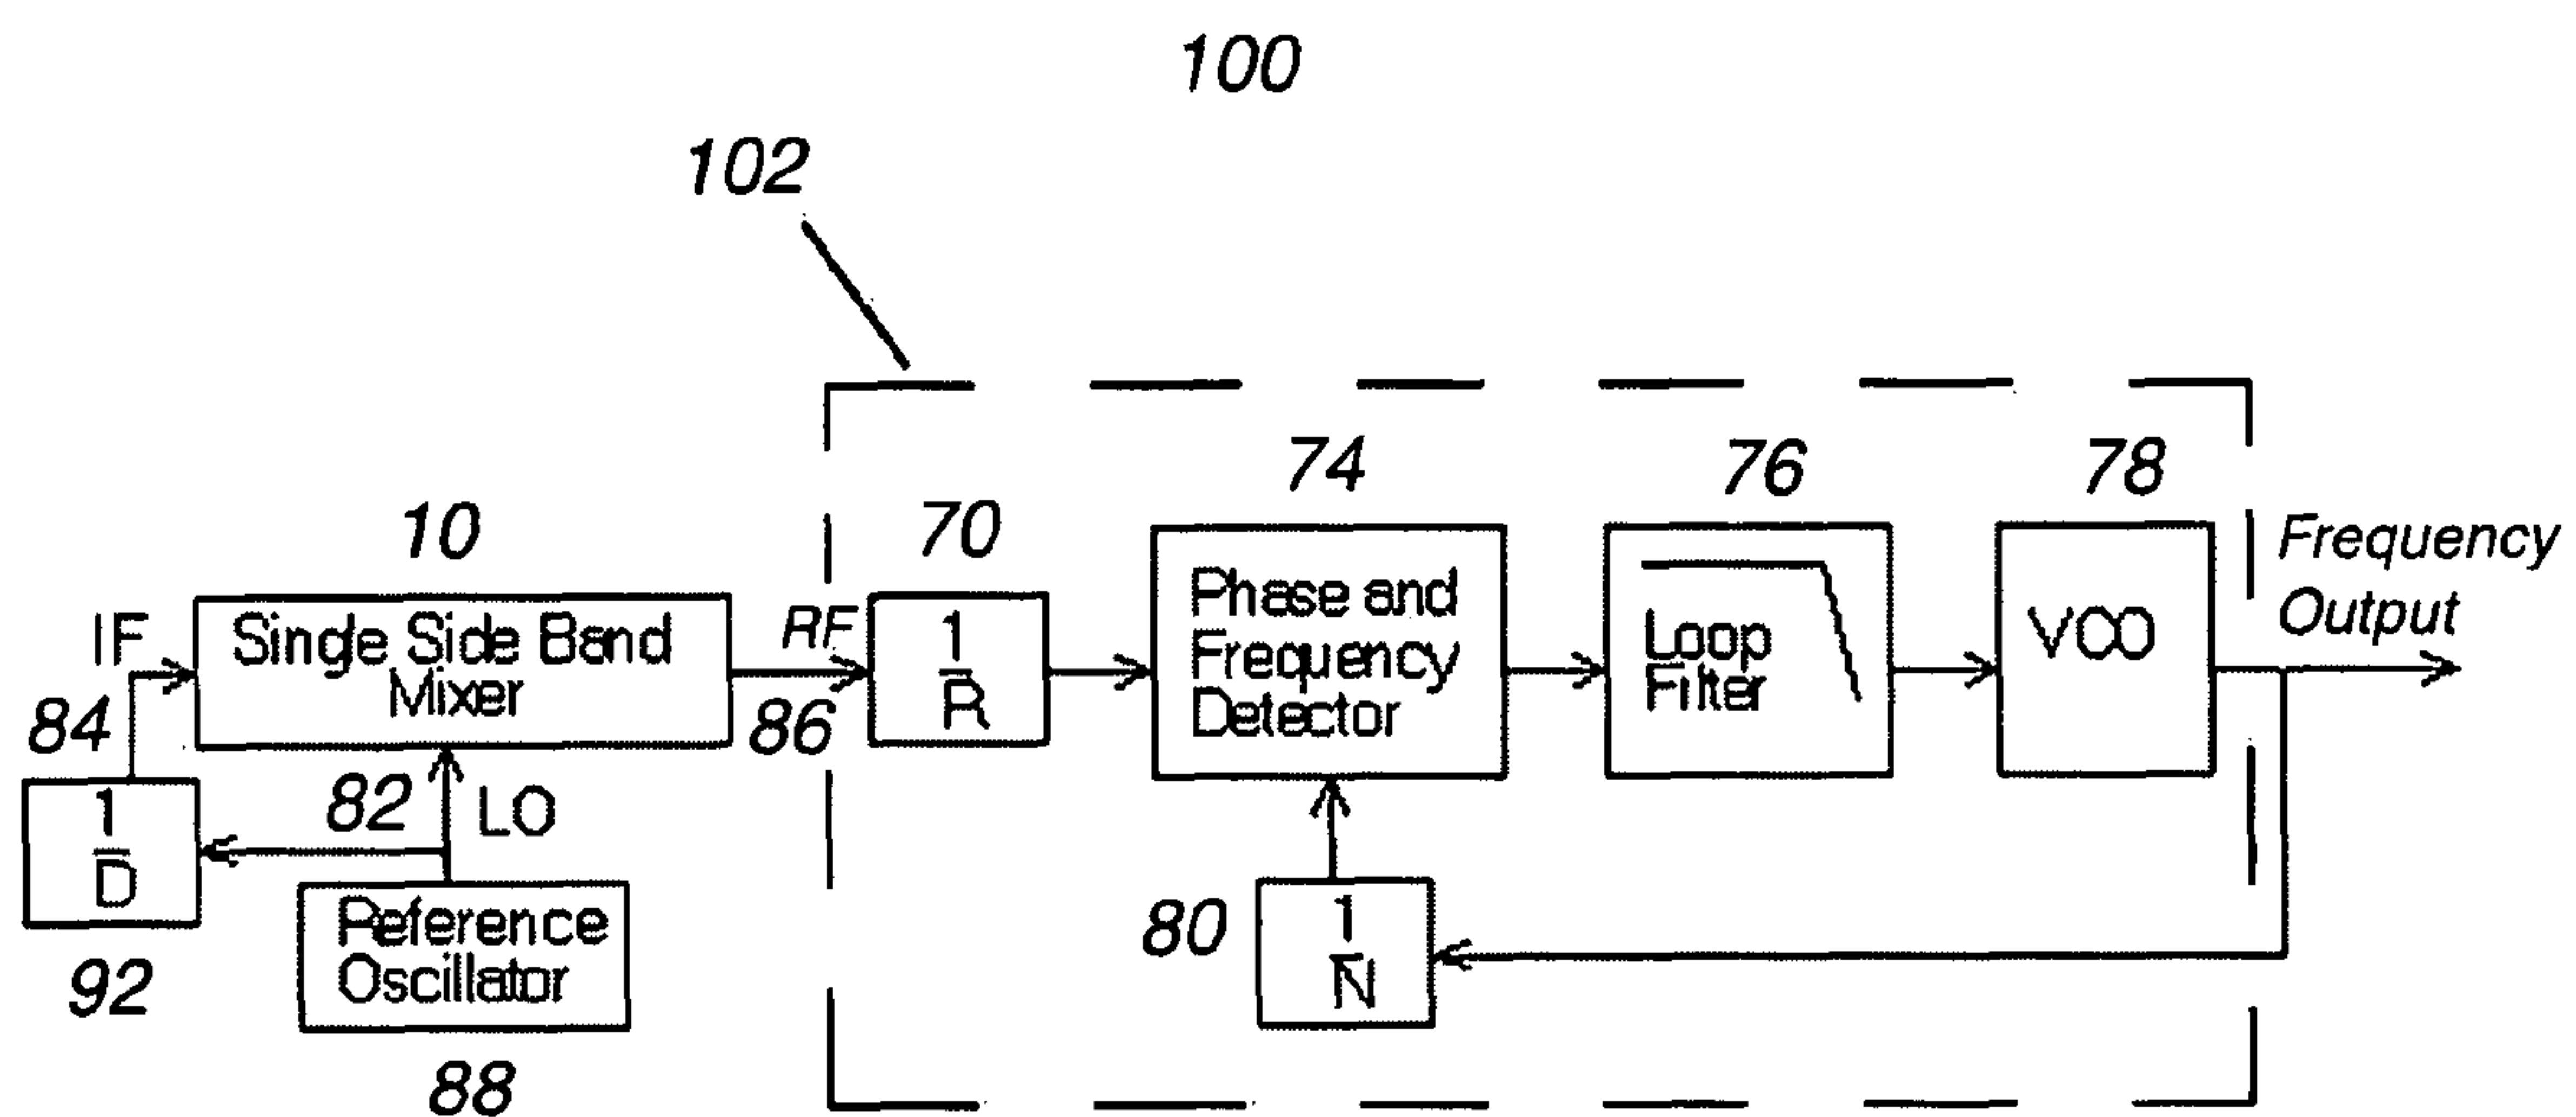 100
102
74
76
78
10
70
Frequency
Output
IF
Single Side Band
Mixer
RF
1
R
Phase and
Frequency
Detector
Loop
Filter
VCO
84
86
82
LO
1
D
Reference
Oscillator
80
1
N
92
88